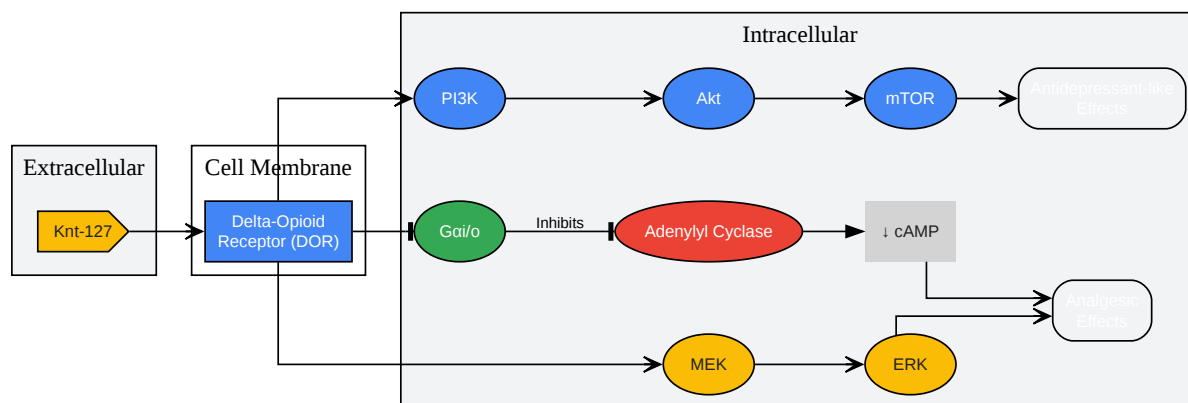 Intracellular
PI3K
Akt
mTOR
Antidepressant-like
Effects
Extracellular
Cell Membrane
Knt-127
Delta-Opioid
Receptor (DOR)
Gαi/o
Inhibits
Adenylyl Cyclase
↓ cAMP
Analgesic
Effects
MEK
ERK